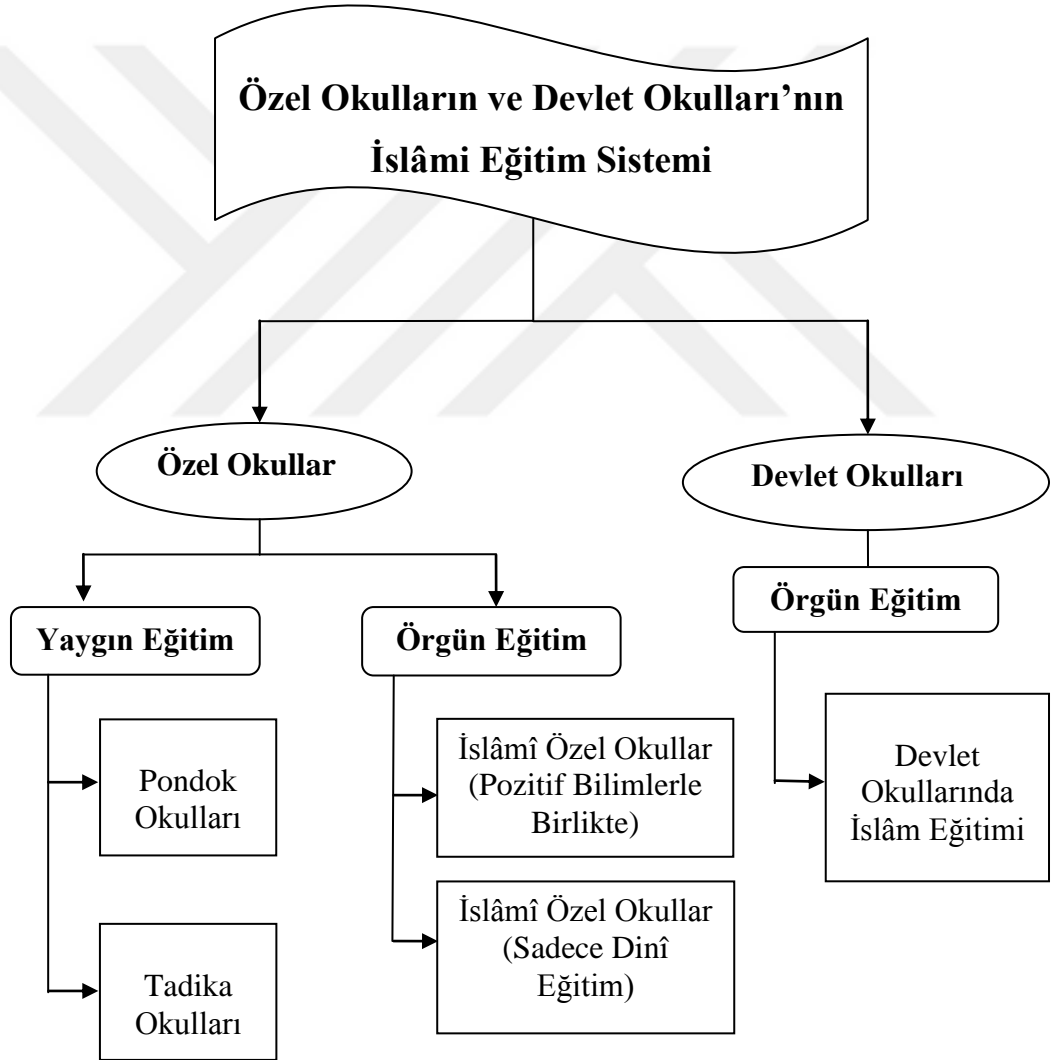 Özel Okulların ve Devlet Okulları’nın
İslâmi Eğitim Sistemi
Özel Okullar
Devlet Okulları
Yaygın Eğitim
Örgün Eğitim
Örgün Eğitim
Pondok
Okulları
Tadika
Okulları
İslâmî Özel Okullar
(Pozitif Bilimlerle
Birlikte)
İslâmî Özel Okullar
(Sadece Dinî
Eğitim)
Devlet
Okullarında
İslâm Eğitimi